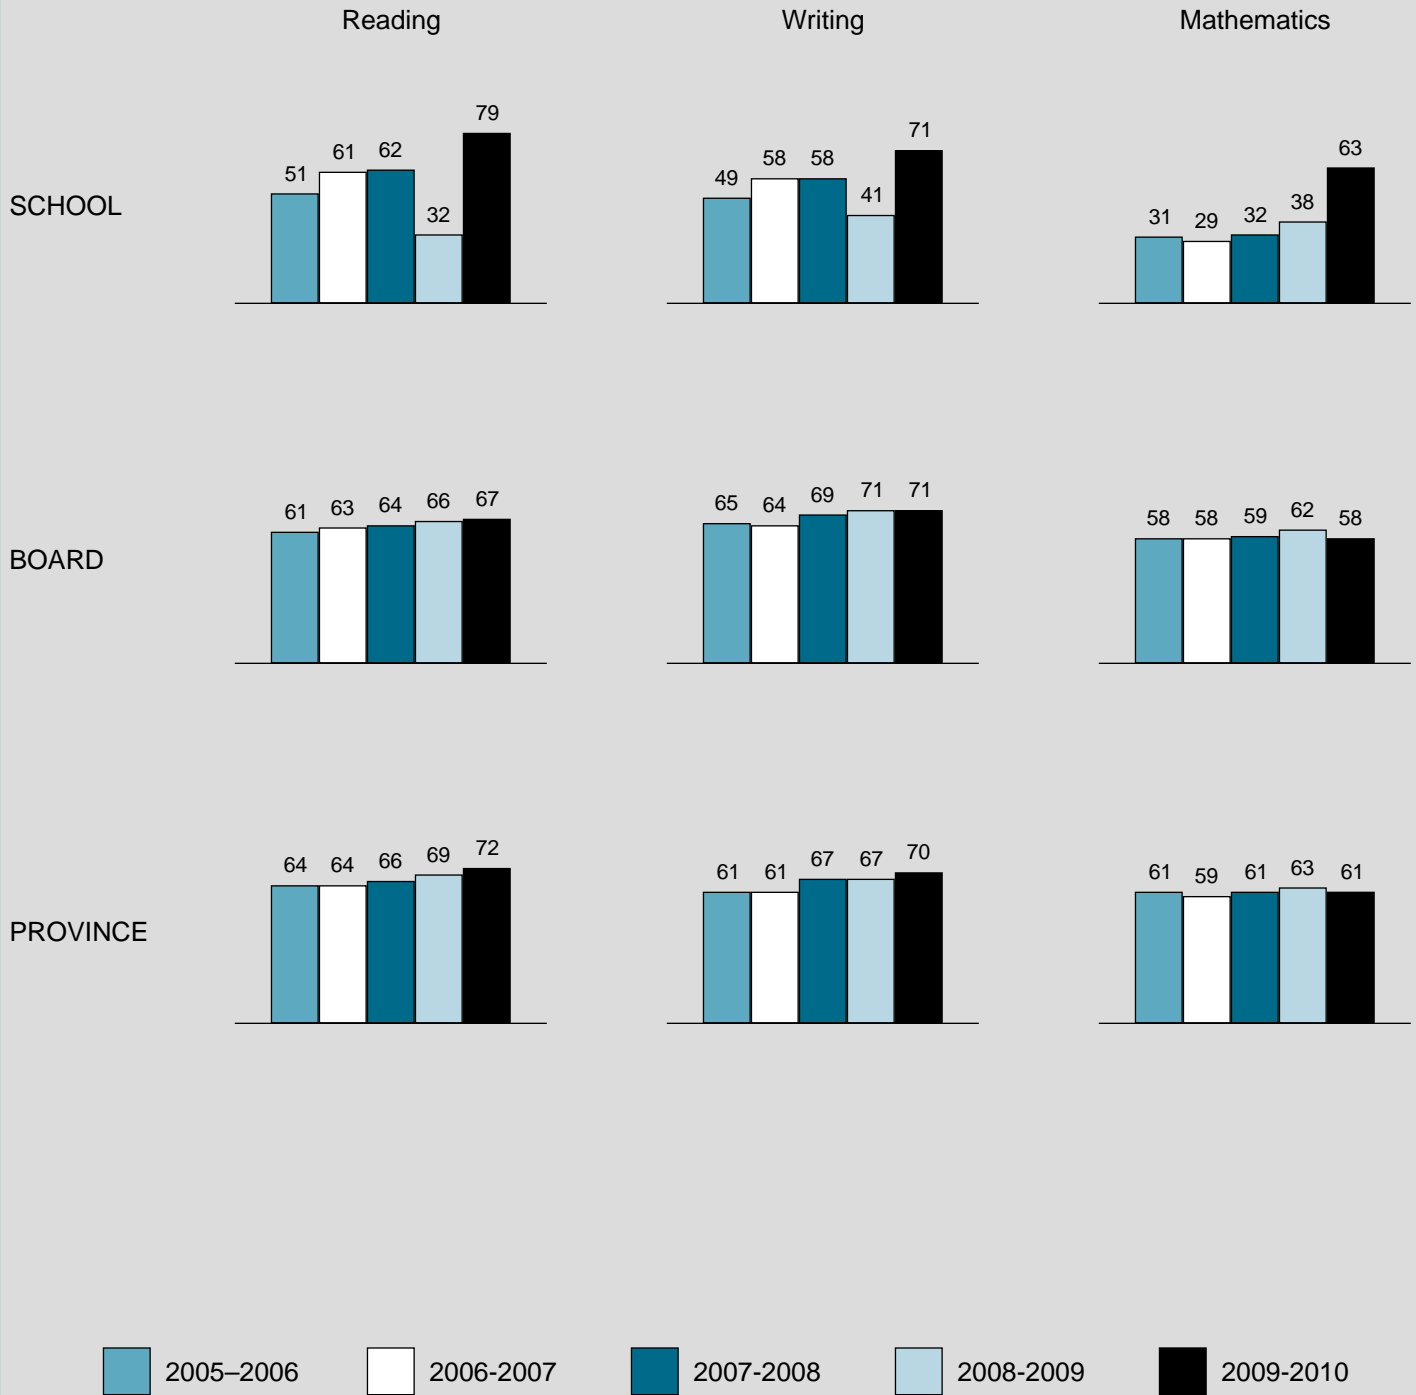 Reading Writing Mathematics
SCHOOL
51 61 62 32 79
49 58 58 41 71
31 29 32 38 63
BOARD
61 63 64 66 67
65 64 69 71 71
58 58 59 62 58
PROVINCE
64 64 66 69 72
61 61 67 67 70
61 59 61 63 61
2005–2006 2006-2007 2007-2008 2008-2009 2009-2010